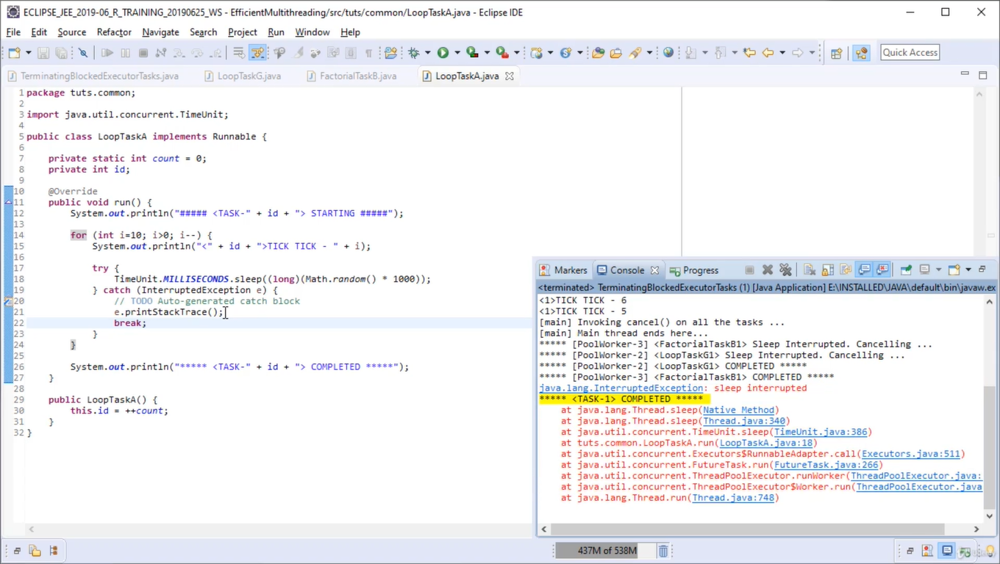 ECLIPSE_JEE_2019-06_R_TRAINING_20190625_WS - EfficientMultithreading/src/tuts/common/LoopTaskA.java - Eclipse IDE
File Edit Source Refactor Navigate Search Project Run Window Help
Quick Access
TerminatingBlockedExecutorTasks.java LoopTaskG.java FactorialTaskB.java LoopTaskA.java
1 package tuts.common;
2
3 import java.util.concurrent.TimeUnit;
4
5 public class LoopTaskA implements Runnable {
6
7 private static int count = 0;
8 private int id;
9
10 @Override
11 public void run() {
12 System.out.println("##### <TASK-" + id + "> STARTING #####");
13
14 for (int i=10; i>0; i--) {
15 System.out.println("<" + id + ">TICK TICK - " + i);
16
17 try {
18 TimeUnit.MILLISECONDS.sleep((long)(Math.random() * 1000));
19 } catch (InterruptedException e) {
20 // TODO Auto-generated catch block
21 e.printStackTrace();
22 break;
23 }
24 }
25
26 System.out.println("***** <TASK-" + id + "> COMPLETED *****");
27 }
28
29 public LoopTaskA() {
30 this.id = ++count;
31 }
32 }
Markers Console Progress
<terminated> TerminatingBlockedExecutorTasks (1) [Java Application] E:\INSTALLED\JAVA\default\bin\javaw.ex
<1>TICK TICK - 6
<1>TICK TICK - 5
[main] Invoking cancel() on all the tasks ...
[main] Main thread ends here...
***** [PoolWorker-3] <FactorialTaskB1> Sleep Interrupted. Cancelling ...
***** [PoolWorker-2] <LoopTaskG1> Sleep Interrupted. Cancelling ...
***** [PoolWorker-2] <LoopTaskG1> COMPLETED *****
***** [PoolWorker-3] <FactorialTaskB1> COMPLETED *****
java.lang.InterruptedException: sleep interrupted
***** <TASK-1> COMPLETED *****
at java.lang.Thread.sleep(Native Method)
at java.lang.Thread.sleep(Thread.java:340)
at java.util.concurrent.TimeUnit.sleep(TimeUnit.java:386)
at tuts.common.LoopTaskA.run(LoopTaskA.java:18)
at java.util.concurrent.Executors$RunnableAdapter.call(Executors.java:511)
at java.util.concurrent.FutureTask.run(FutureTask.java:266)
at java.util.concurrent.ThreadPoolExecutor.runWorker(ThreadPoolExecutor.java:
at java.util.concurrent.ThreadPoolExecutor$Worker.run(ThreadPoolExecutor.java
at java.lang.Thread.run(Thread.java:748)
437M of 538M